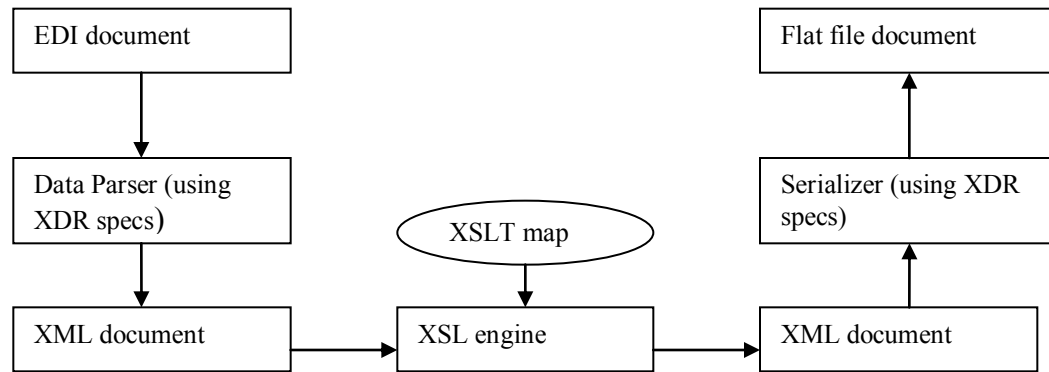 EDI document
Flat file document
Data Parser (using
XDR specs)
Serializer (using XDR
specs)
XSLT map
XML document
XSL engine
XML document